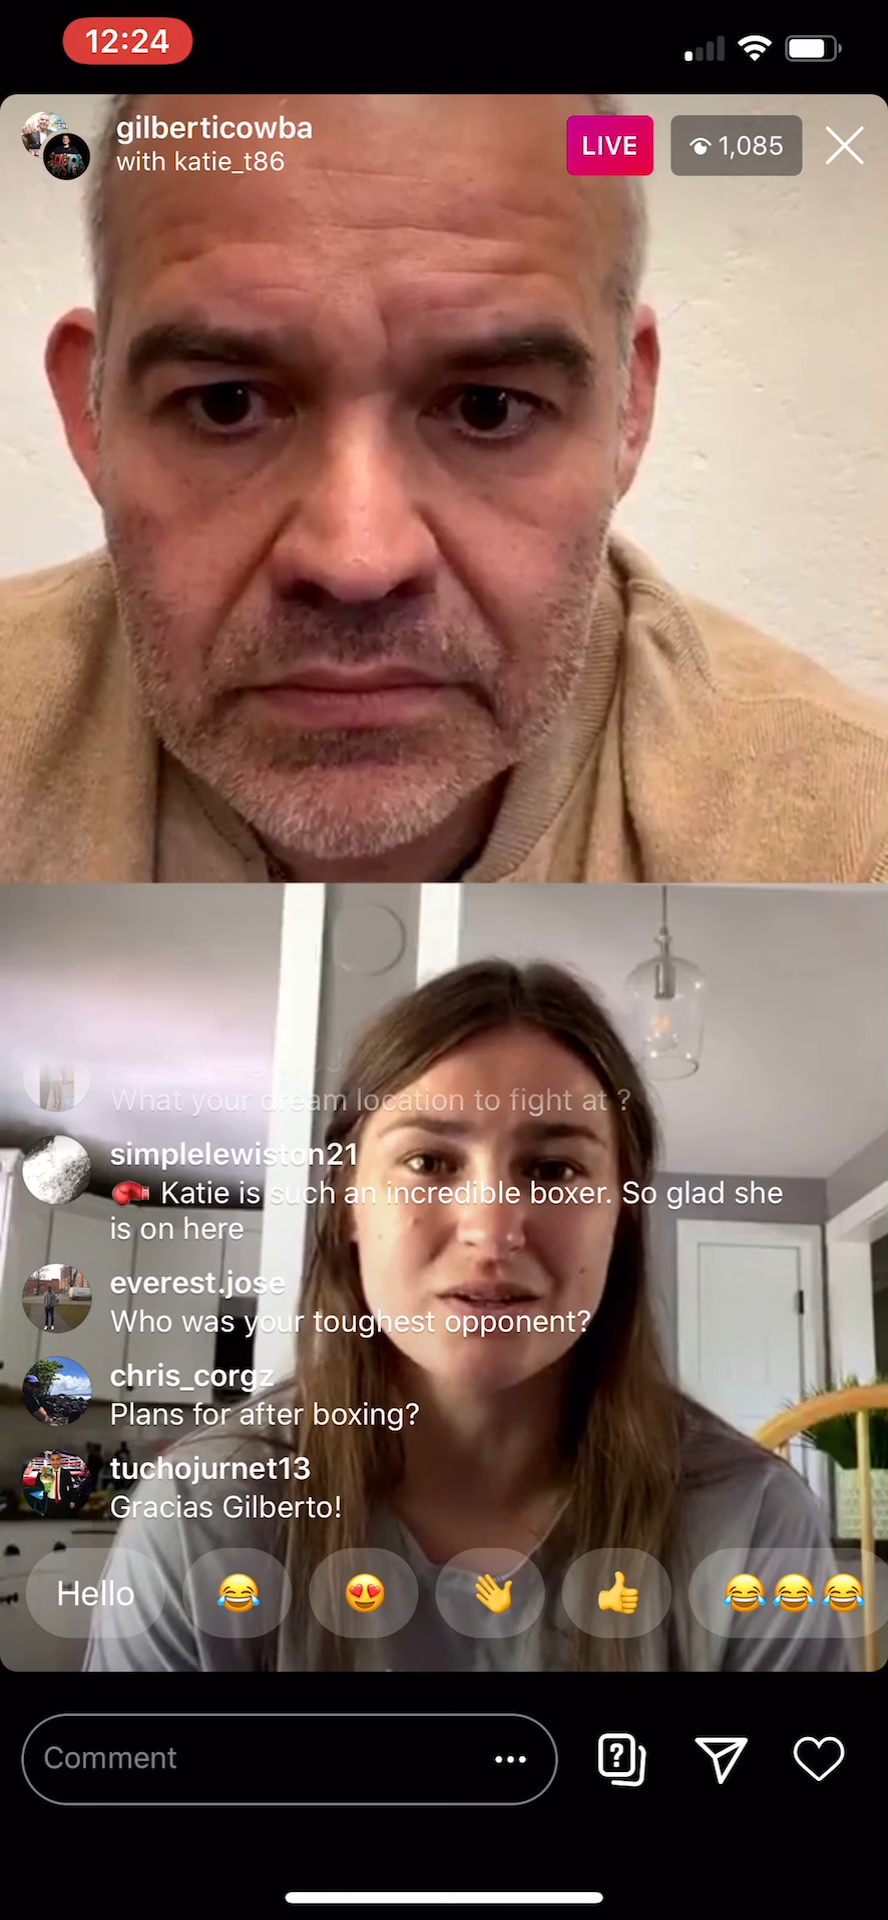 12:24
gilberticowba
with katie_t86
LIVE
1,085
What your dream location to fight at ?
simplelewiston21
🥊 Katie is such an incredible boxer. So glad she
is on here
everest.jose
Who was your toughest opponent?
chris_corgz
Plans for after boxing?
tuchojurnet13
Gracias Gilberto!
Hello 😂 😍 👋 👍 😂😂😂
Comment